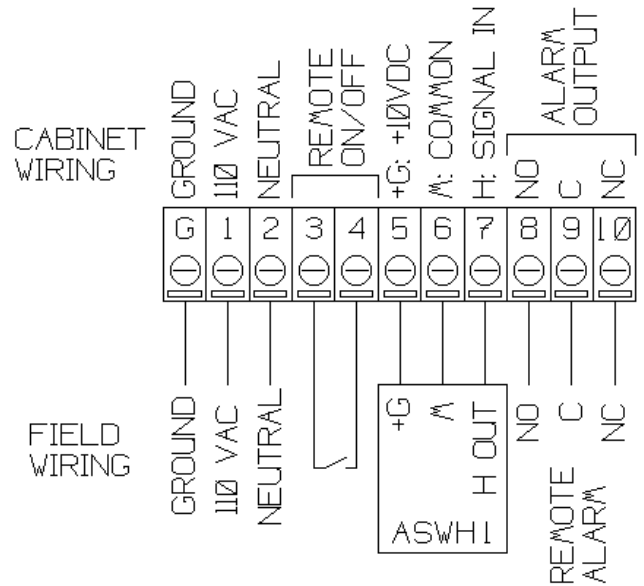 CABINET
WIRING
GROUND
110 VAC
NEUTRAL
REMOTE
ON/OFF
+G: +10VDC
M: COMMON
H: SIGNAL IN
ALARM
OUTPUT
NO
C
NC
G 1 2 3 4 5 6 7 8 9 10
FIELD
WIRING
GROUND
110 VAC
NEUTRAL
+G
M
H OUT
ASWH1
NO
C
NC
REMOTE
ALARM